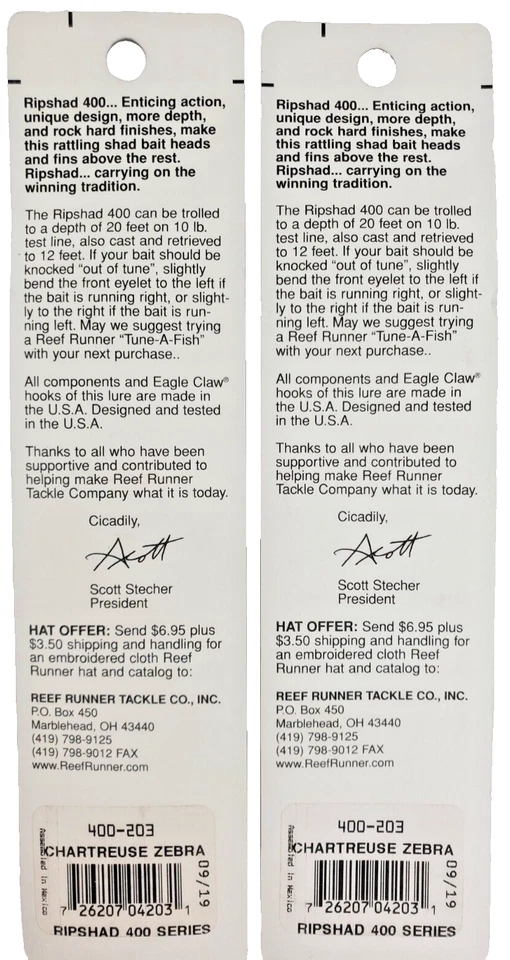 Ripshad 400... Enticing action,
unique design, more depth,
and rock hard finishes, make
this rattling shad bait heads
and fins above the rest.
Ripshad... carrying on the
winning tradition.
The Ripshad 400 can be trolled
to a depth of 20 feet on 10 lb.
test line, also cast and retrieved
to 12 feet. If your bait should be
knocked “out of tune”, slightly
bend the front eyelet to the left if
the bait is running right, or slight-
ly to the right if the bait is run-
ning left. May we suggest trying
a Reef Runner “Tune-A-Fish”
with your next purchase..
All components and Eagle Claw®
hooks of this lure are made in
the U.S.A. Designed and tested
in the U.S.A.
Thanks to all who have been
supportive and contributed to
helping make Reef Runner
Tackle Company what it is today.
Cicadily,
Scott
Scott Stecher
President
HAT OFFER: Send $6.95 plus
$3.50 shipping and handling for
an embroidered cloth Reef
Runner hat and catalog to:
REEF RUNNER TACKLE CO., INC.
P.O. Box 450
Marblehead, OH 43440
(419) 798-9125
(419) 798-9012 FAX
www.ReefRunner.com
400-203
CHARTREUSE ZEBRA
Assembled in Mexico
09/19
7 26207 04203 1
RIPSHAD 400 SERIES
Ripshad 400... Enticing action,
unique design, more depth,
and rock hard finishes, make
this rattling shad bait heads
and fins above the rest.
Ripshad... carrying on the
winning tradition.
The Ripshad 400 can be trolled
to a depth of 20 feet on 10 lb.
test line, also cast and retrieved
to 12 feet. If your bait should be
knocked “out of tune”, slightly
bend the front eyelet to the left if
the bait is running right, or slight-
ly to the right if the bait is run-
ning left. May we suggest trying
a Reef Runner “Tune-A-Fish”
with your next purchase..
All components and Eagle Claw®
hooks of this lure are made in
the U.S.A. Designed and tested
in the U.S.A.
Thanks to all who have been
supportive and contributed to
helping make Reef Runner
Tackle Company what it is today.
Cicadily,
Scott
Scott Stecher
President
HAT OFFER: Send $6.95 plus
$3.50 shipping and handling for
an embroidered cloth Reef
Runner hat and catalog to:
REEF RUNNER TACKLE CO., INC.
P.O. Box 450
Marblehead, OH 43440
(419) 798-9125
(419) 798-9012 FAX
www.ReefRunner.com
400-203
CHARTREUSE ZEBRA
Assembled in Mexico
09/19
7 26207 04203 1
RIPSHAD 400 SERIES